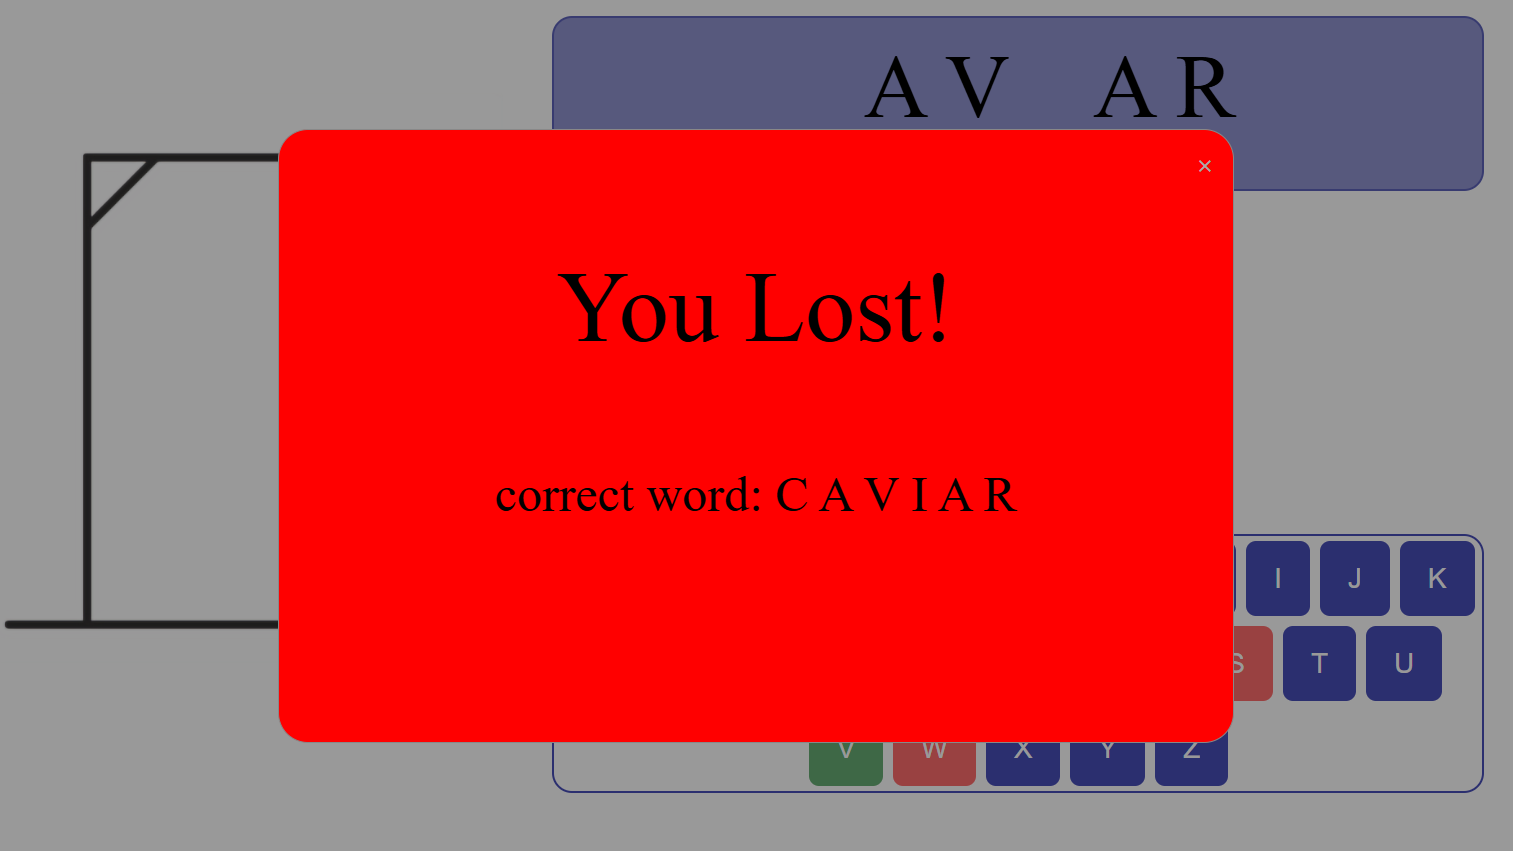 A V A R
×
You Lost!
correct word: C A V I A R
I J K
S T U
V W X Y Z